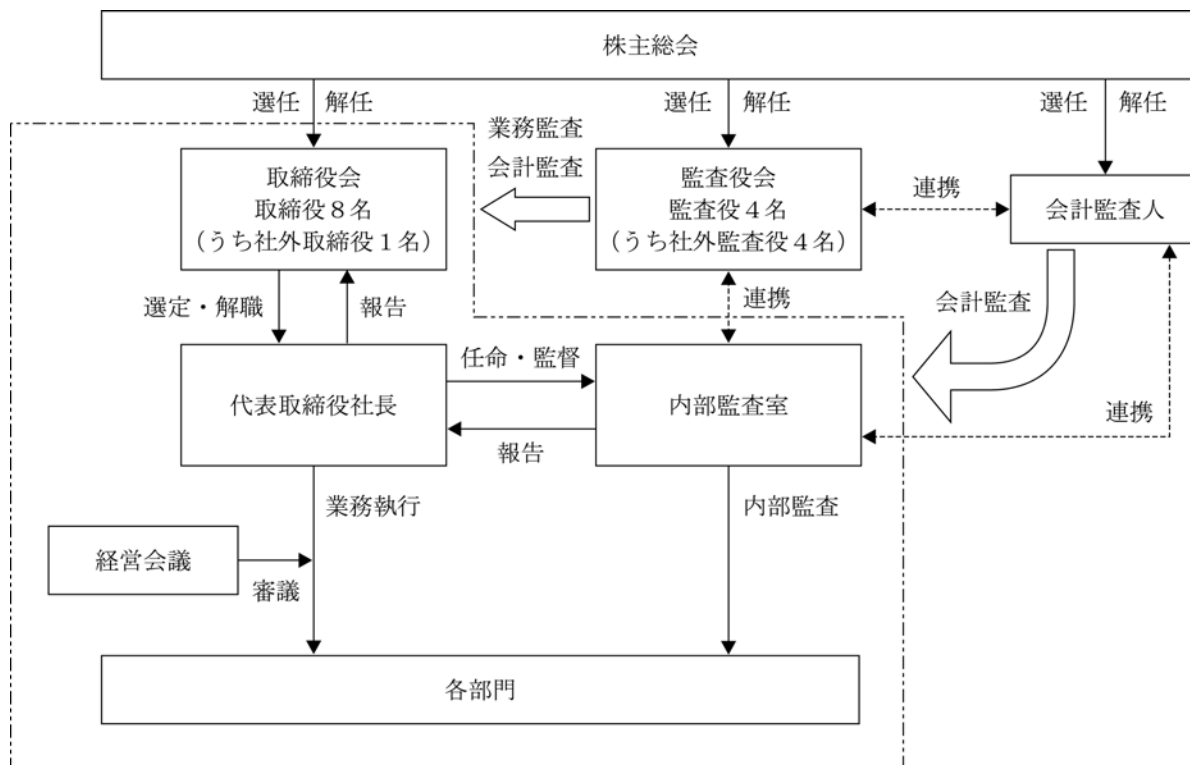 株主総会
選任 解任
選任 解任
選任 解任
業務監査
会計監査
取締役会
取締役８名
（うち社外取締役１名）
監査役会
監査役４名
（うち社外監査役４名）
連携
会計監査人
選定・解職
報告
連携
会計監査
代表取締役社長
任命・監督
報告
内部監査室
連携
業務執行
内部監査
経営会議
審議
各部門